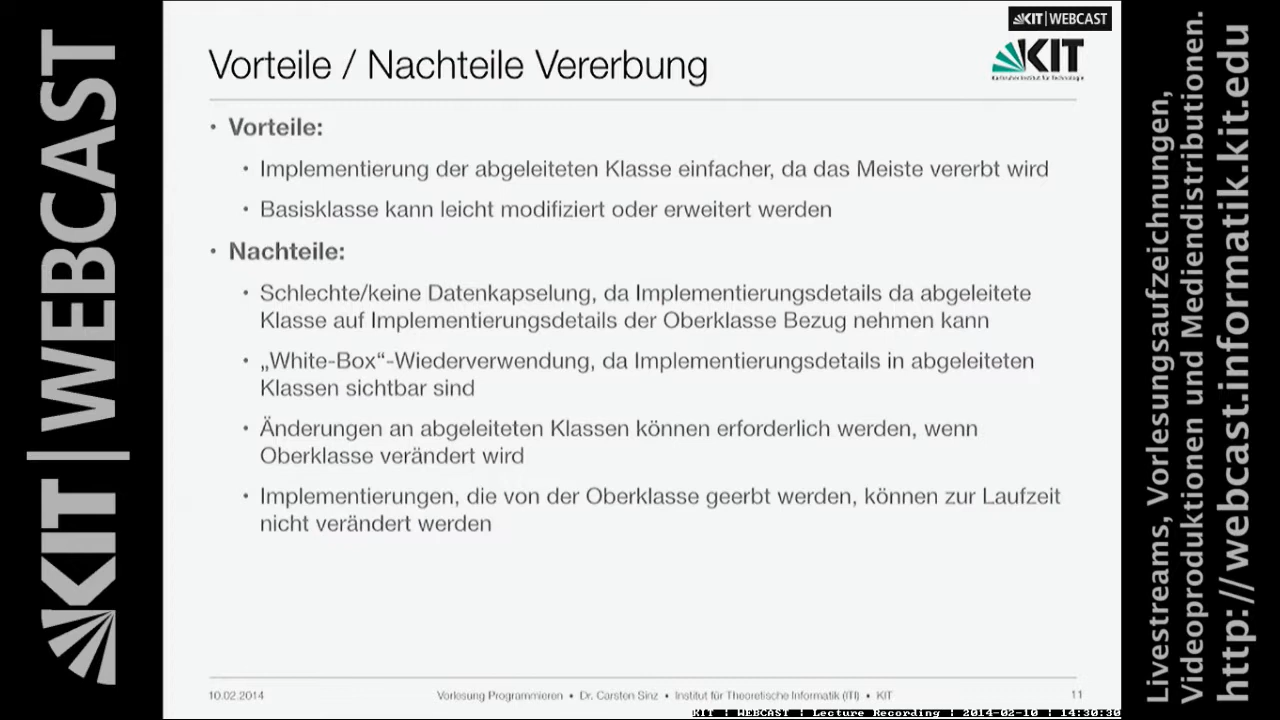 KIT | WEBCAST
KIT | WEBCAST
KIT
Karlsruher Institut für Technologie
Vorteile / Nachteile Vererbung
• Vorteile:
• Implementierung der abgeleiteten Klasse einfacher, da das Meiste vererbt wird
• Basisklasse kann leicht modifiziert oder erweitert werden
• Nachteile:
• Schlechte/keine Datenkapselung, da Implementierungsdetails da abgeleitete
Klasse auf Implementierungsdetails der Oberklasse Bezug nehmen kann
• „White-Box“-Wiederverwendung, da Implementierungsdetails in abgeleiteten
Klassen sichtbar sind
• Änderungen an abgeleiteten Klassen können erforderlich werden, wenn
Oberklasse verändert wird
• Implementierungen, die von der Oberklasse geerbt werden, können zur Laufzeit
nicht verändert werden
10.02.2014 Vorlesung Programmieren • Dr. Carsten Sinz • Institut für Theoretische Informatik (ITI) • KIT 11
KIT : WEBCAST : Lecture Recording : 2014-02-10 : 14:30:30
Livestreams, Vorlesungsaufzeichnungen,
Videoproduktionen und Mediendistributionen.
http://webcast.informatik.kit.edu